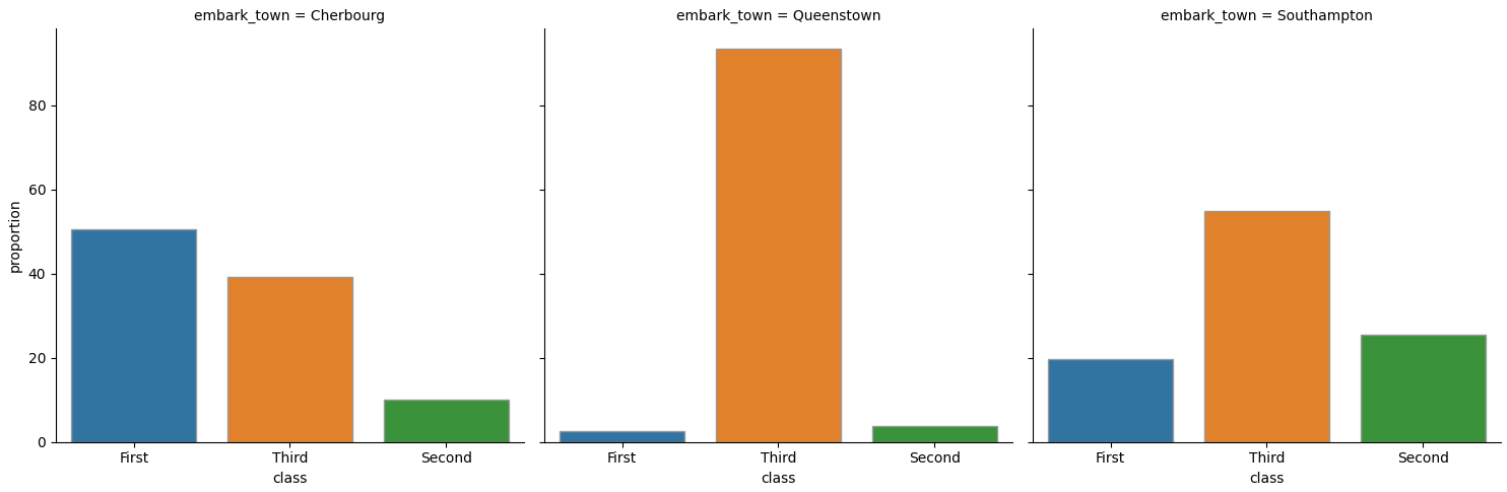 embark_town = Cherbourg
embark_town = Queenstown
embark_town = Southampton
proportion
80
60
40
20
0
First
Third
Second
First
Third
Second
First
Third
Second
class
class
class